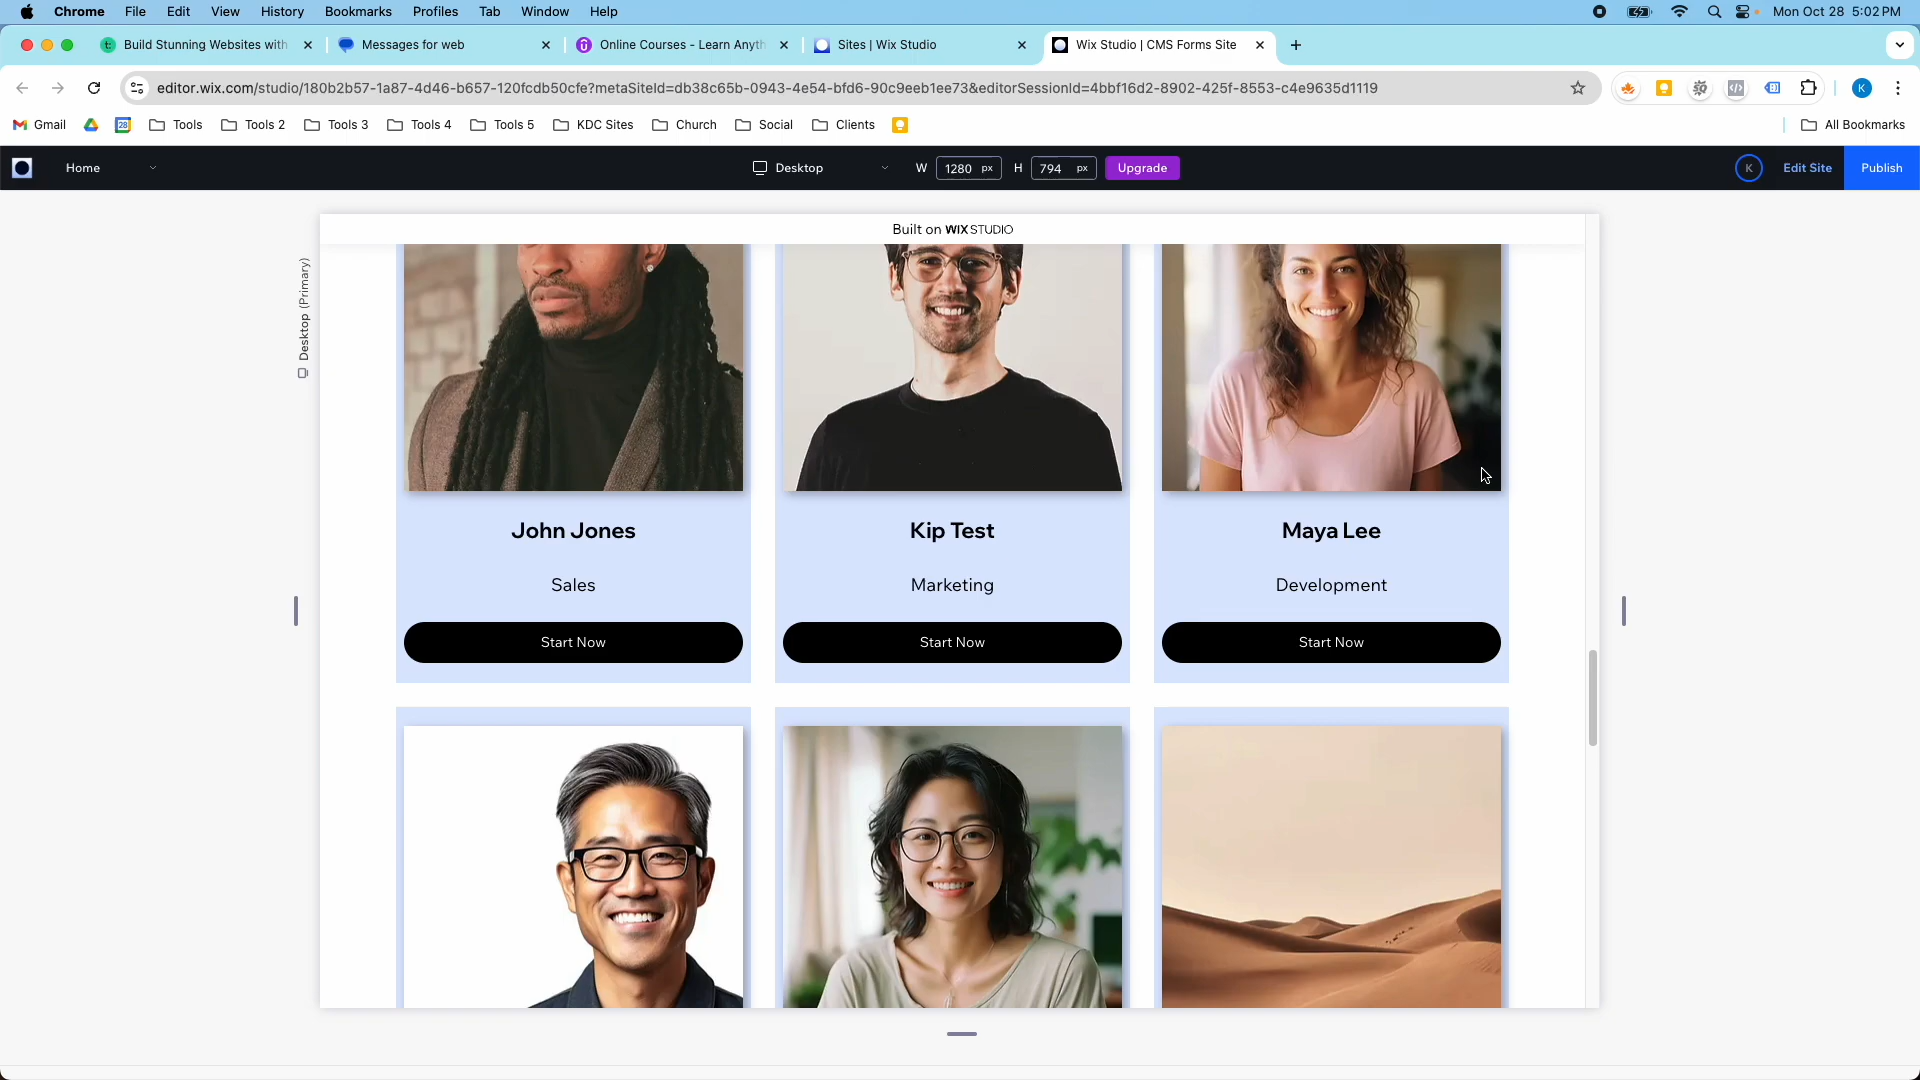 Chrome File Edit View History Bookmarks Profiles Tab Window Help Mon Oct 28 5:02 PM
Build Stunning Websites with Messages for web Online Courses - Learn Anyth Sites | Wix Studio Wix Studio | CMS Forms Site
editor.wix.com/studio/180b2b57-1a87-4d46-b657-120fcdb50cfe?metaSiteId=db38c65b-0943-4e54-bfd6-90c9eeb1ee73&editorSessionId=4bbf16d2-8902-425f-8553-c4e9635d1119 K
Gmail 28 Tools Tools 2 Tools 3 Tools 4 Tools 5 KDC Sites Church Social Clients All Bookmarks
Home Desktop W 1280 px H 794 px Upgrade K Edit Site Publish
Built on WIX STUDIO
Desktop (Primary)
John Jones Kip Test Maya Lee
Sales Marketing Development
Start Now Start Now Start Now